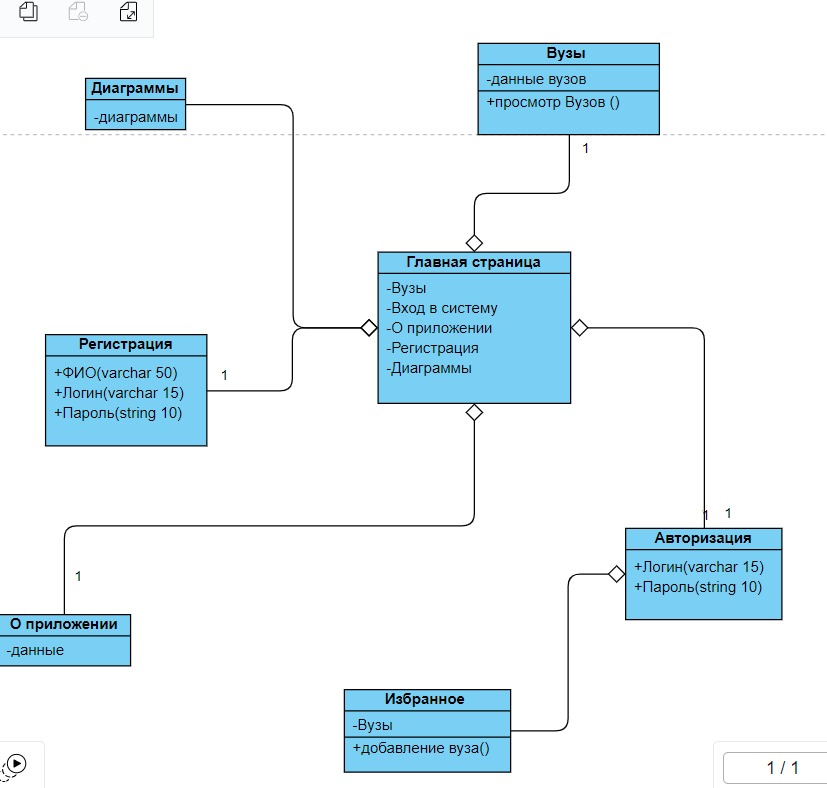 Вузы
-данные вузов
+просмотр Вузов ()
1
Диаграммы
-диаграммы
Главная страница
-Вузы
-Вход в систему
-О приложении
-Регистрация
-Диаграммы
Регистрация
+ФИО(varchar 50)
+Логин(varchar 15)
+Пароль(string 10)
1
1 1
Авторизация
+Логин(varchar 15)
+Пароль(string 10)
1
О приложении
-данные
Избранное
-Вузы
+добавление вуза()
1 / 1